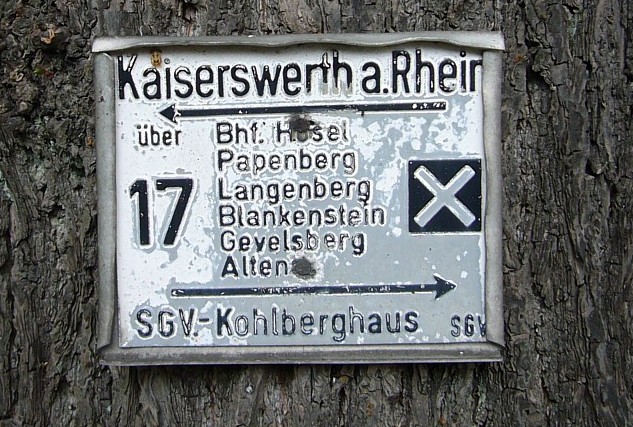 Kaiserswerth a.Rhein
über Bhf. Hösel
Papenberg
Langenberg
17
Blankenstein
Gevelsberg
Alten
SGV.-Kohlberghaus SGV